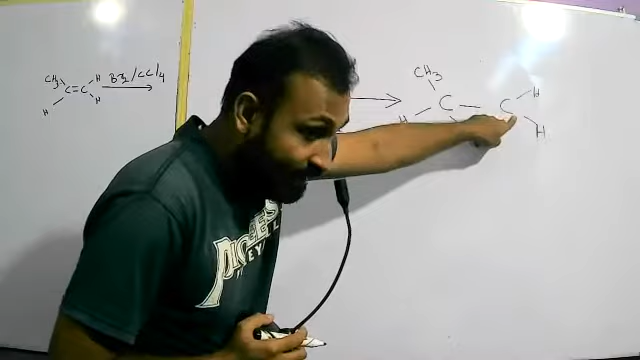 CH3 H Br2/CCl4
C=C
H H
CH3
C — C H
H H